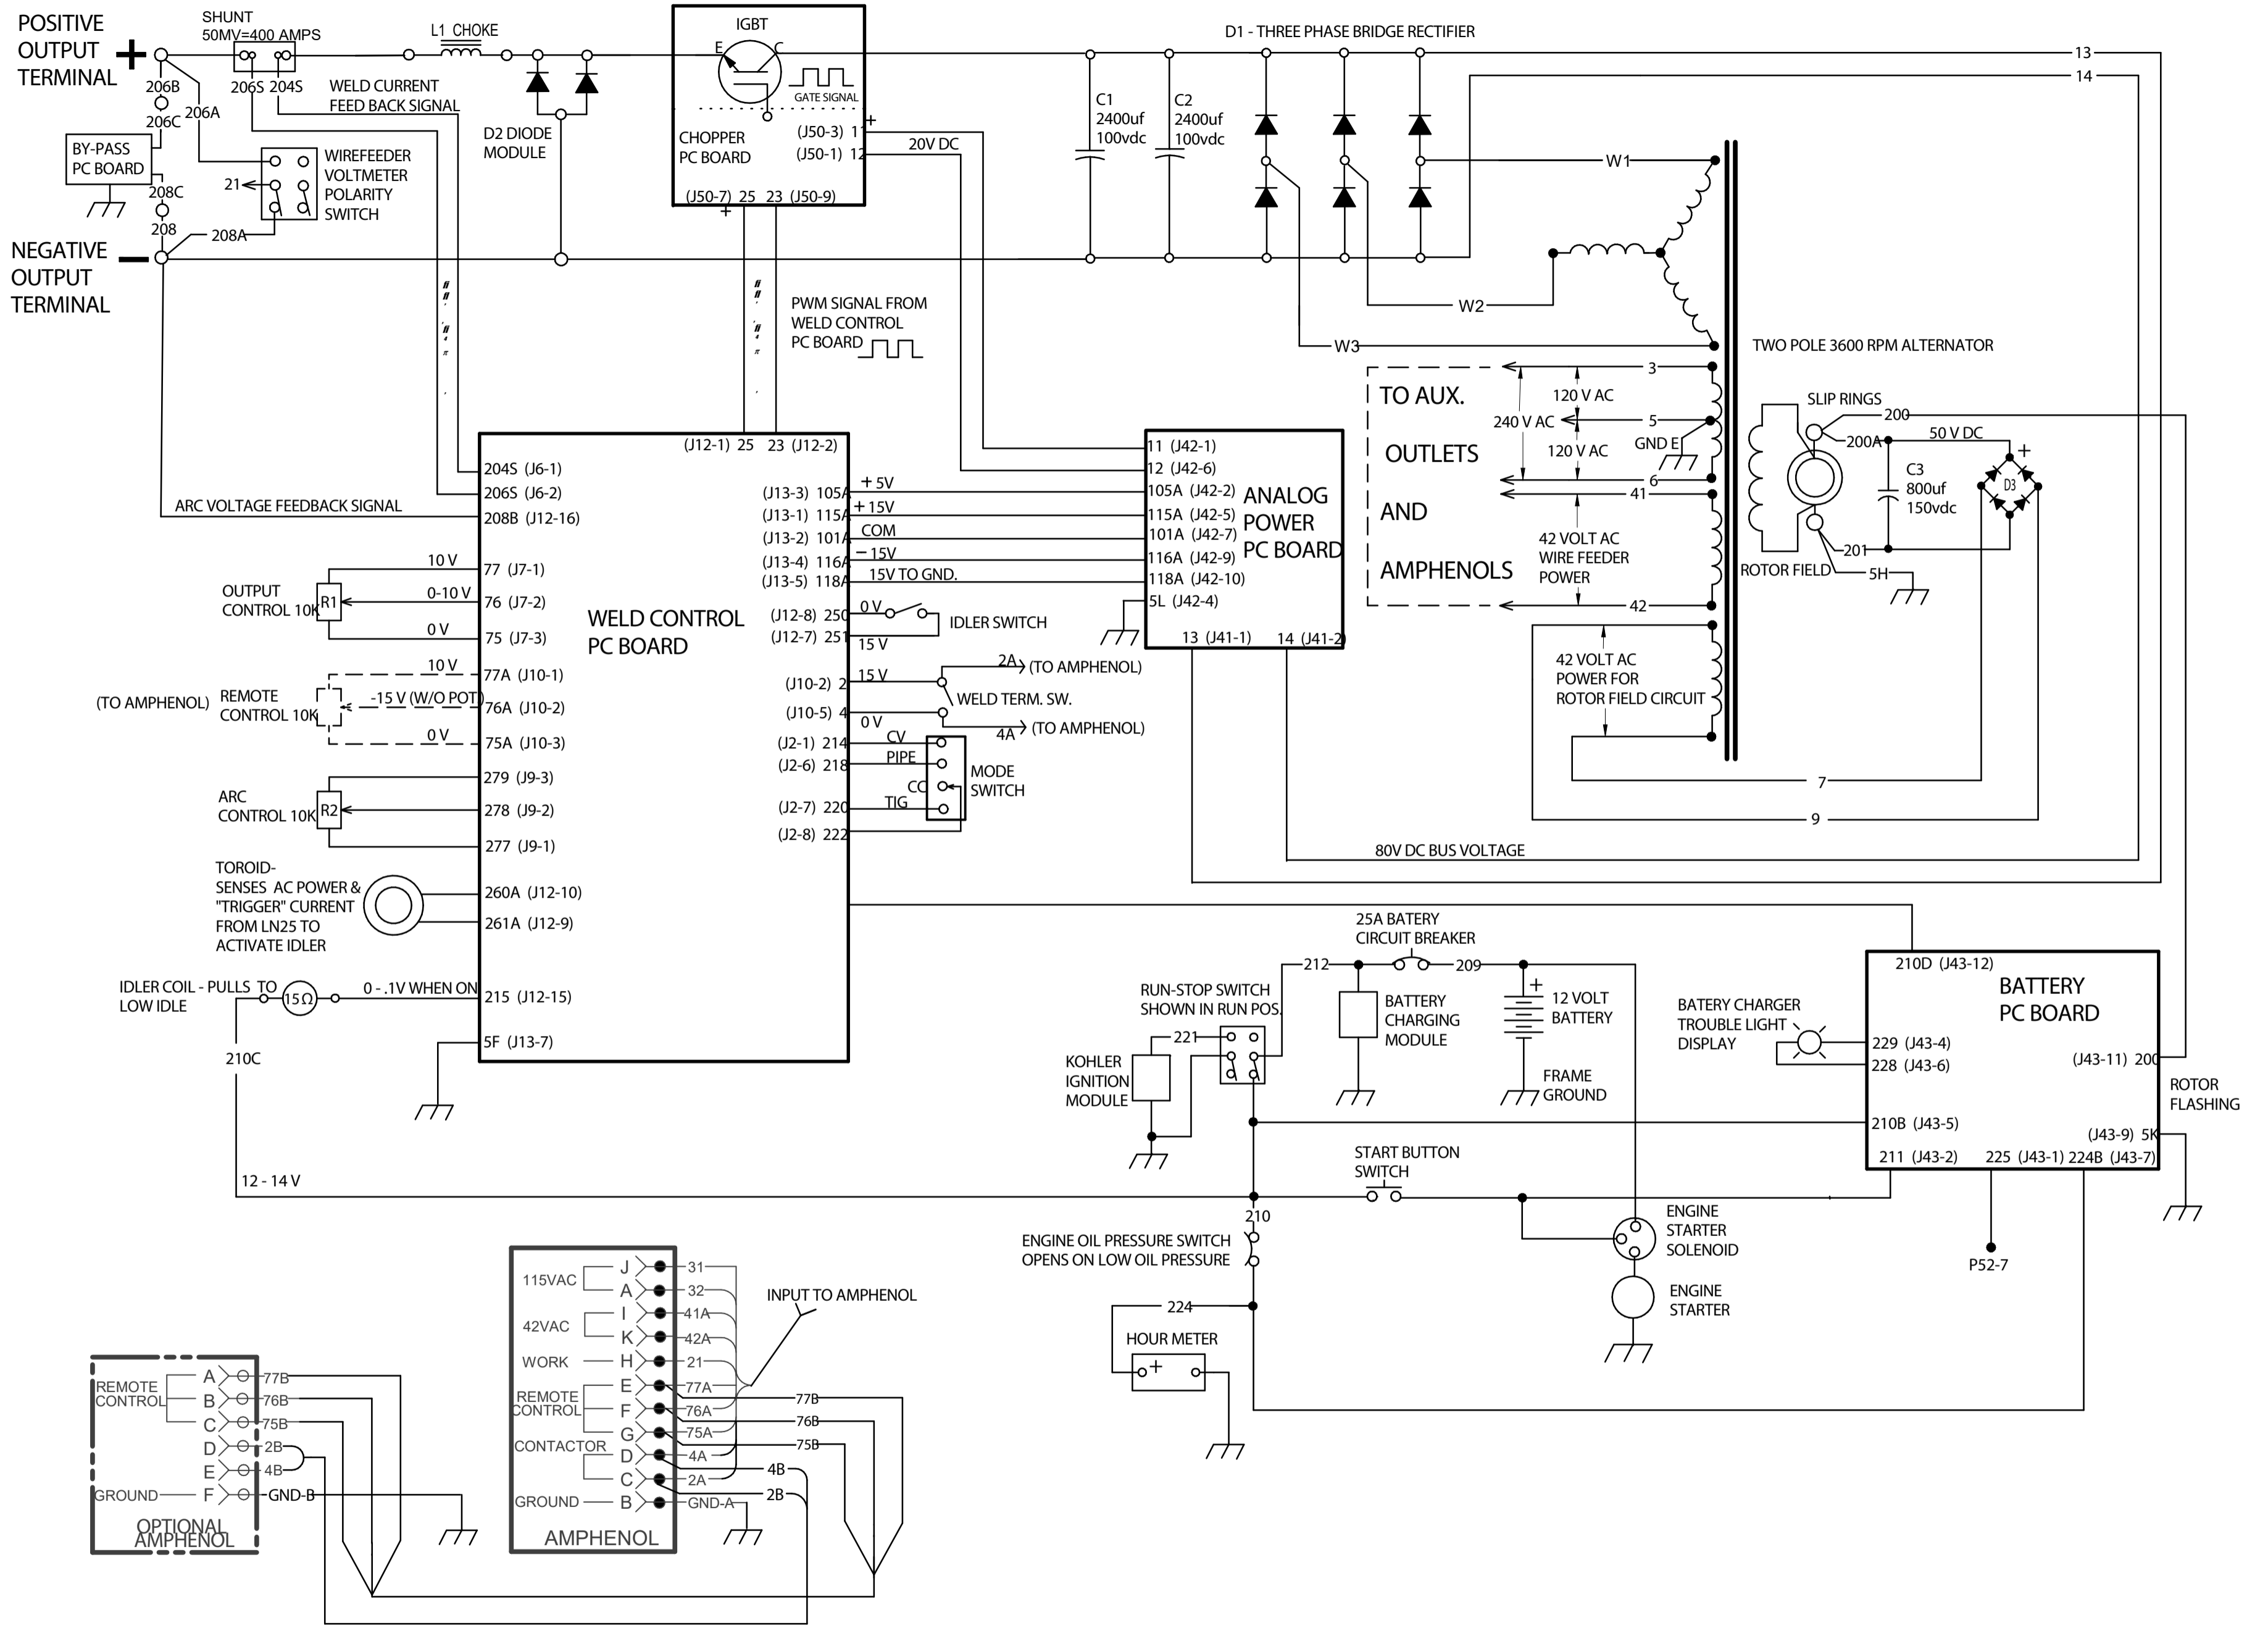 POSITIVE
OUTPUT
TERMINAL
+
SHUNT
50MV=400 AMPS
206B
206S
204S
206C
206A
WELD CURRENT
FEED BACK SIGNAL
L1 CHOKE
D2 DIODE
MODULE
BY-PASS
PC BOARD
21
WIREFEEDER
VOLTMETER
POLARITY
SWITCH
208C
208
208A
NEGATIVE
OUTPUT
TERMINAL
IGBT
E
C
GATE SIGNAL
CHOPPER
PC BOARD
(J50-3) 11
+
(J50-1) 12
20V DC
(J50-7) 25
23 (J50-9)
+
PWM SIGNAL FROM
WELD CONTROL
PC BOARD
D1 - THREE PHASE BRIDGE RECTIFIER
C1
2400uf
100vdc
C2
2400uf
100vdc
13
14
W1
W2
W3
TWO POLE 3600 RPM ALTERNATOR
TO AUX.
OUTLETS
AND
AMPHENOLS
3
120 V AC
240 V AC
5
GND E
120 V AC
6
41
42 VOLT AC
WIRE FEEDER
POWER
42
42 VOLT AC
POWER FOR
ROTOR FIELD CIRCUIT
7
9
SLIP RINGS
200
200A
50 V DC
+
C3
800uf
150vdc
D3
201
ROTOR FIELD
5H
80V DC BUS VOLTAGE
ARC VOLTAGE FEEDBACK SIGNAL
(J12-1) 25
23 (J12-2)
204S (J6-1)
206S (J6-2)
208B (J12-16)
10 V
77 (J7-1)
OUTPUT
CONTROL 10K
R1
0-10 V
76 (J7-2)
0 V
75 (J7-3)
10 V
77A (J10-1)
(TO AMPHENOL)
REMOTE
CONTROL 10K
-15 V (W/O POT)
76A (J10-2)
0 V
75A (J10-3)
ARC
CONTROL 10K
R2
279 (J9-3)
278 (J9-2)
277 (J9-1)
TOROID-
SENSES AC POWER &
"TRIGGER" CURRENT
FROM LN25 TO
ACTIVATE IDLER
260A (J12-10)
261A (J12-9)
IDLER COIL - PULLS TO
LOW IDLE
15Ω
0 - .1V WHEN ON
215 (J12-15)
5F (J13-7)
210C
12 - 14 V
WELD CONTROL
PC BOARD
(J13-3) 105A
(J13-1) 115A
(J13-2) 101A
(J13-4) 116A
(J13-5) 118A
+ 5V
+ 15V
COM
- 15V
15V TO GND.
(J12-8) 250
0 V
(J12-7) 251
15 V
IDLER SWITCH
(J10-2) 2
15 V
2A
(TO AMPHENOL)
WELD TERM. SW.
(J10-5) 4
0 V
4A
(TO AMPHENOL)
(J2-1) 214
CV
(J2-6) 218
PIPE
CC
(J2-7) 220
TIG
(J2-8) 222
MODE
SWITCH
11 (J42-1)
12 (J42-6)
105A (J42-2)
115A (J42-5)
101A (J42-7)
116A (J42-9)
118A (J42-10)
5L (J42-4)
13 (J41-1)
14 (J41-2)
ANALOG
POWER
PC BOARD
25A BATERY
CIRCUIT BREAKER
212
209
RUN-STOP SWITCH
SHOWN IN RUN POS.
221
KOHLER
IGNITION
MODULE
BATTERY
CHARGING
MODULE
+
12 VOLT
BATTERY
FRAME
GROUND
BATERY CHARGER
TROUBLE LIGHT
DISPLAY
210D (J43-12)
BATTERY
PC BOARD
229 (J43-4)
228 (J43-6)
(J43-11) 200
ROTOR
FLASHING
210B (J43-5)
(J43-9) 5K
211 (J43-2)
225 (J43-1)
224B (J43-7)
P52-7
START BUTTON
SWITCH
210
ENGINE OIL PRESSURE SWITCH
OPENS ON LOW OIL PRESSURE
224
HOUR METER
+
ENGINE
STARTER
SOLENOID
ENGINE
STARTER
115VAC
J
31
A
32
42VAC
I
41A
K
42A
WORK
H
21
REMOTE
CONTROL
E
77A
F
76A
G
75A
CONTACTOR
D
4A
C
2A
GROUND
B
GND-A
AMPHENOL
INPUT TO AMPHENOL
77B
76B
75B
4B
2B
REMOTE
CONTROL
A
77B
B
76B
C
75B
D
2B
E
4B
GROUND
F
GND-B
OPTIONAL
AMPHENOL